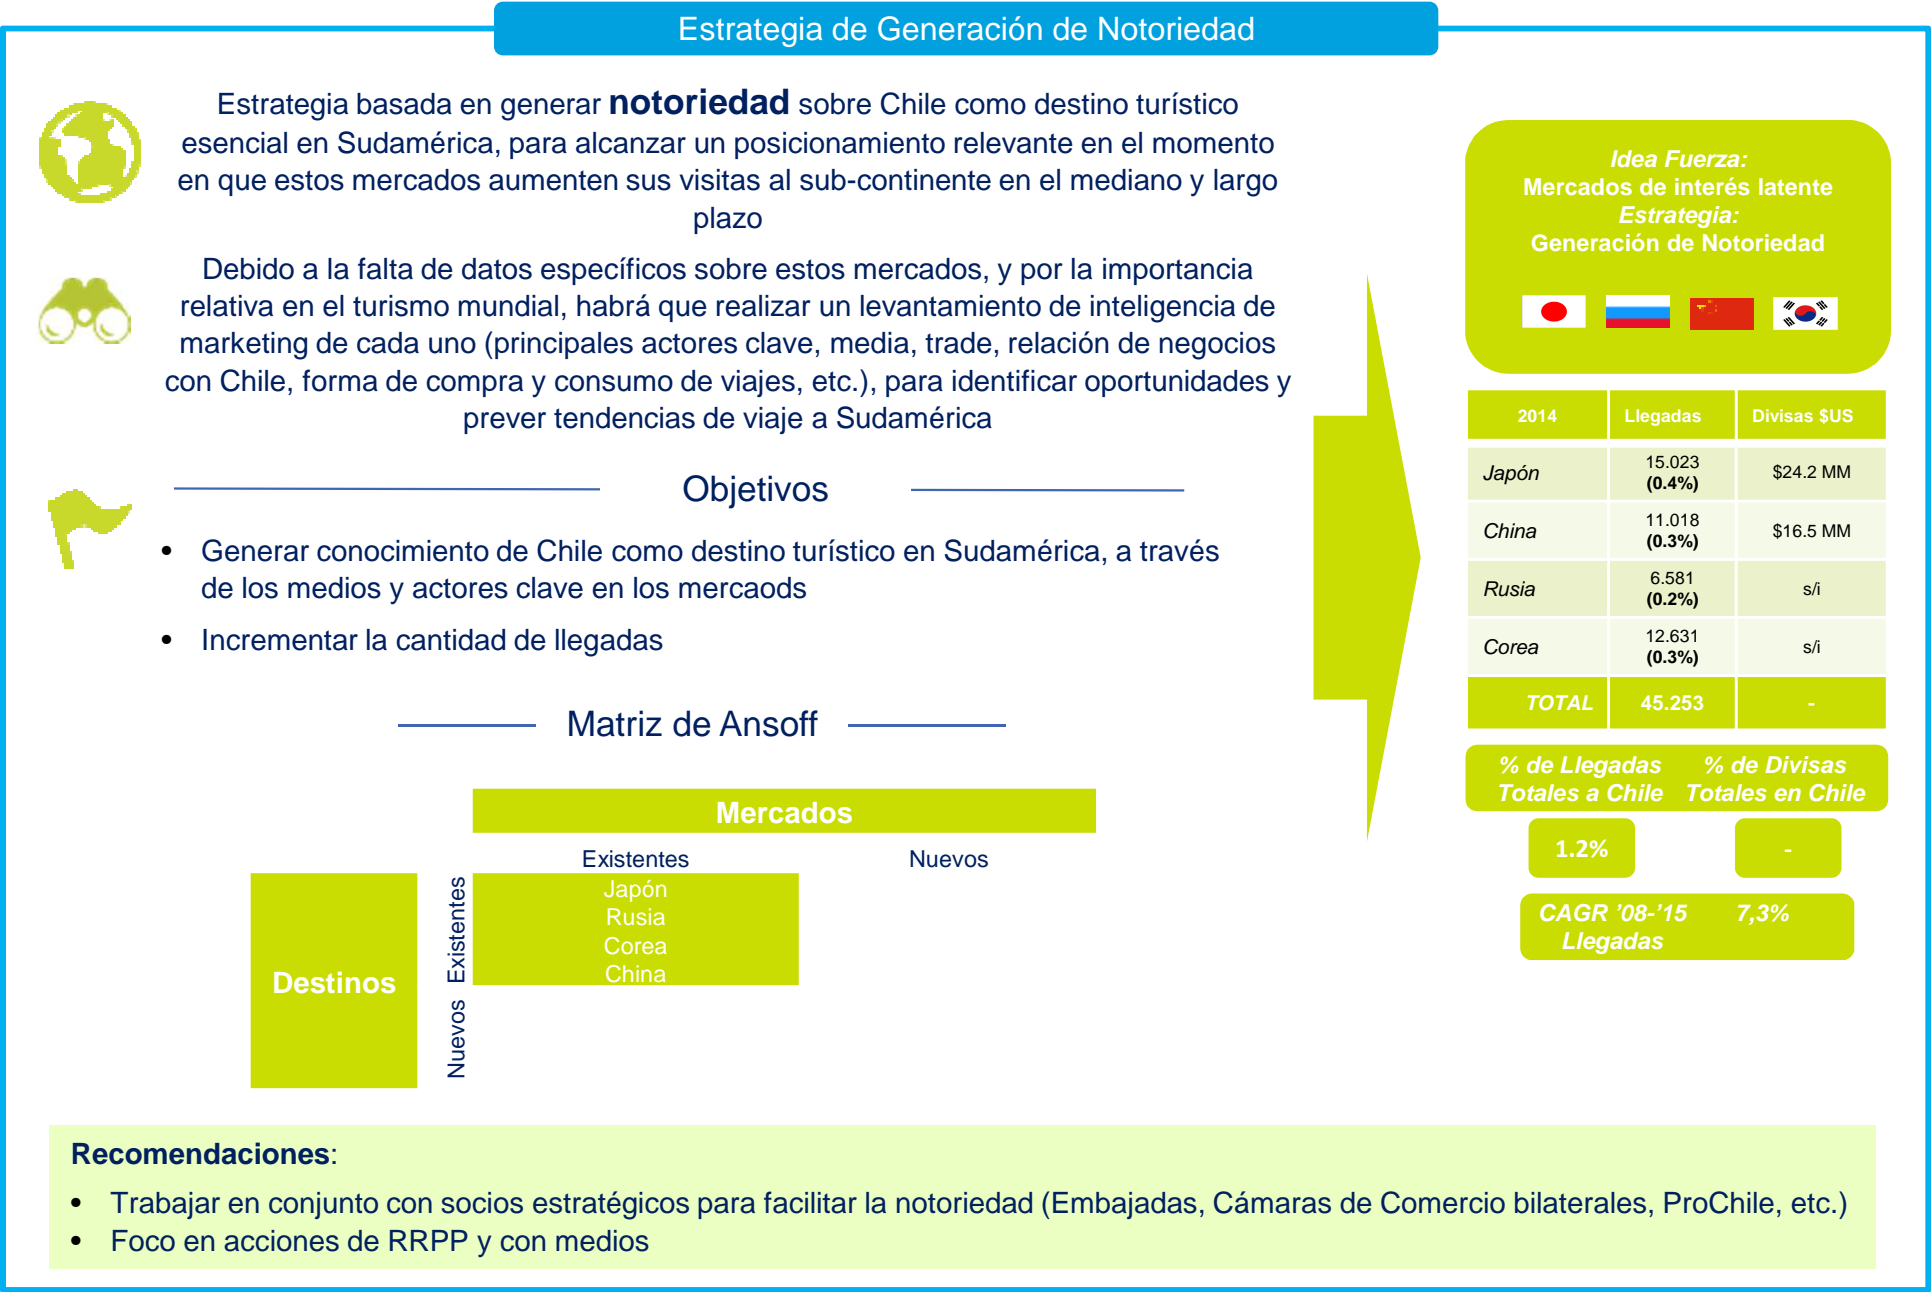 Estrategia de Generación de Notoriedad
Estrategia basada en generar notoriedad sobre Chile como destino turístico
esencial en Sudamérica, para alcanzar un posicionamiento relevante en el momento
en que estos mercados aumenten sus visitas al sub-continente en el mediano y largo
plazo
Debido a la falta de datos específicos sobre estos mercados, y por la importancia
relativa en el turismo mundial, habrá que realizar un levantamiento de inteligencia de
marketing de cada uno (principales actores clave, media, trade, relación de negocios
con Chile, forma de compra y consumo de viajes, etc.), para identificar oportunidades y
prever tendencias de viaje a Sudamérica
Objetivos
• Generar conocimiento de Chile como destino turístico en Sudamérica, a través
de los medios y actores clave en los mercaods
• Incrementar la cantidad de llegadas
Matriz de Ansoff
Mercados
Existentes Nuevos
Destinos
Existentes
Nuevos
Japón
Rusia
Corea
China
Idea Fuerza:
Mercados de interés latente
Estrategia:
Generación de Notoriedad
2014 Llegadas Divisas $US
Japón 15.023 (0.4%) $24.2 MM
China 11.018 (0.3%) $16.5 MM
Rusia 6.581 (0.2%) s/i
Corea 12.631 (0.3%) s/i
TOTAL 45.253 -
% de Llegadas
Totales a Chile
% de Divisas
Totales en Chile
1.2% -
CAGR ’08-’15 7,3%
Llegadas
Recomendaciones:
• Trabajar en conjunto con socios estratégicos para facilitar la notoriedad (Embajadas, Cámaras de Comercio bilaterales, ProChile, etc.)
• Foco en acciones de RRPP y con medios